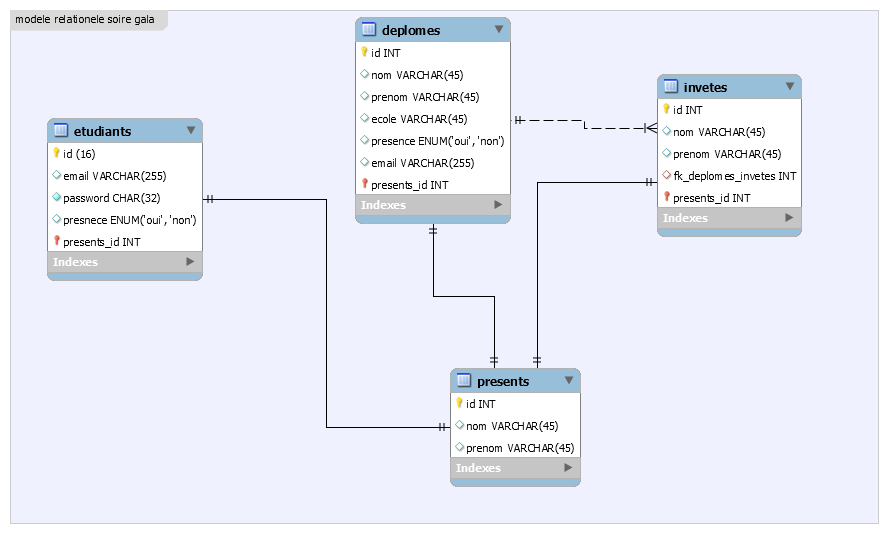 modele relationele soire gala
deplomes
id INT
nom VARCHAR(45)
prenom VARCHAR(45)
ecole VARCHAR(45)
presence ENUM('oui', 'non')
email VARCHAR(255)
presents_id INT
Indexes
invetes
id INT
nom VARCHAR(45)
prenom VARCHAR(45)
fk_deplomes_invetes INT
presents_id INT
Indexes
etudiants
id (16)
email VARCHAR(255)
password CHAR(32)
presnece ENUM('oui', 'non')
presents_id INT
Indexes
presents
id INT
nom VARCHAR(45)
prenom VARCHAR(45)
Indexes